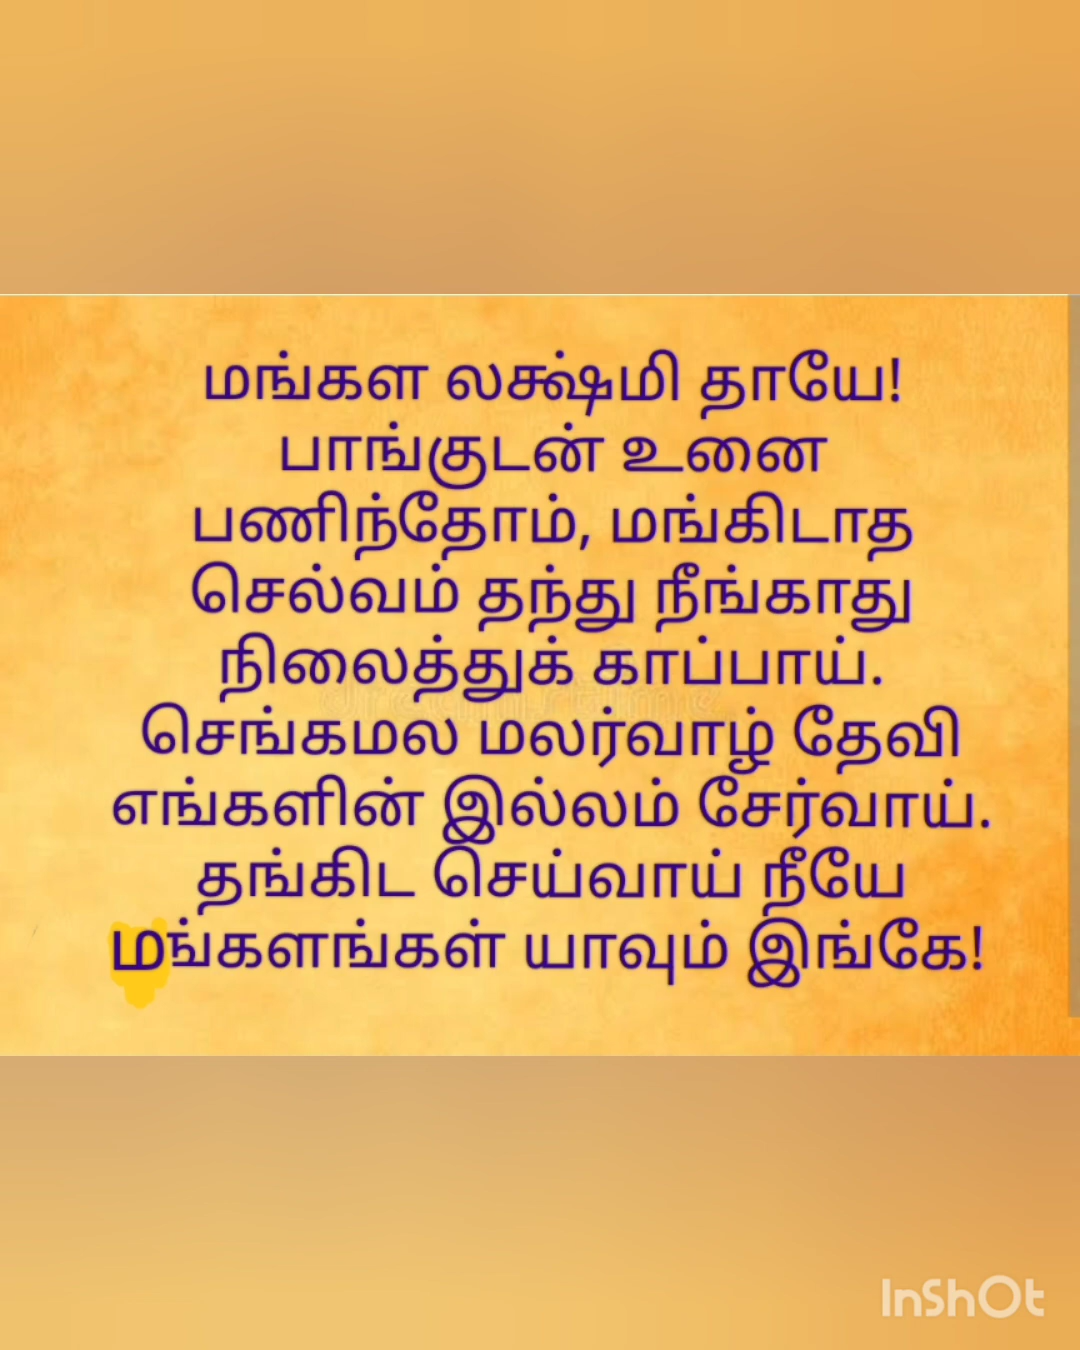 மங்கள லக்ஷ்மி தாயே!
பாங்குடன் உனை
பணிந்தோம், மங்கிடாத
செல்வம் தந்து நீங்காது
நிலைத்துக் காப்பாய்.
செங்கமல மலர்வாழ் தேவி
எங்களின் இல்லம் சேர்வாய்.
தங்கிட செய்வாய் நீயே
மங்களங்கள் யாவும் இங்கே!
InShOt